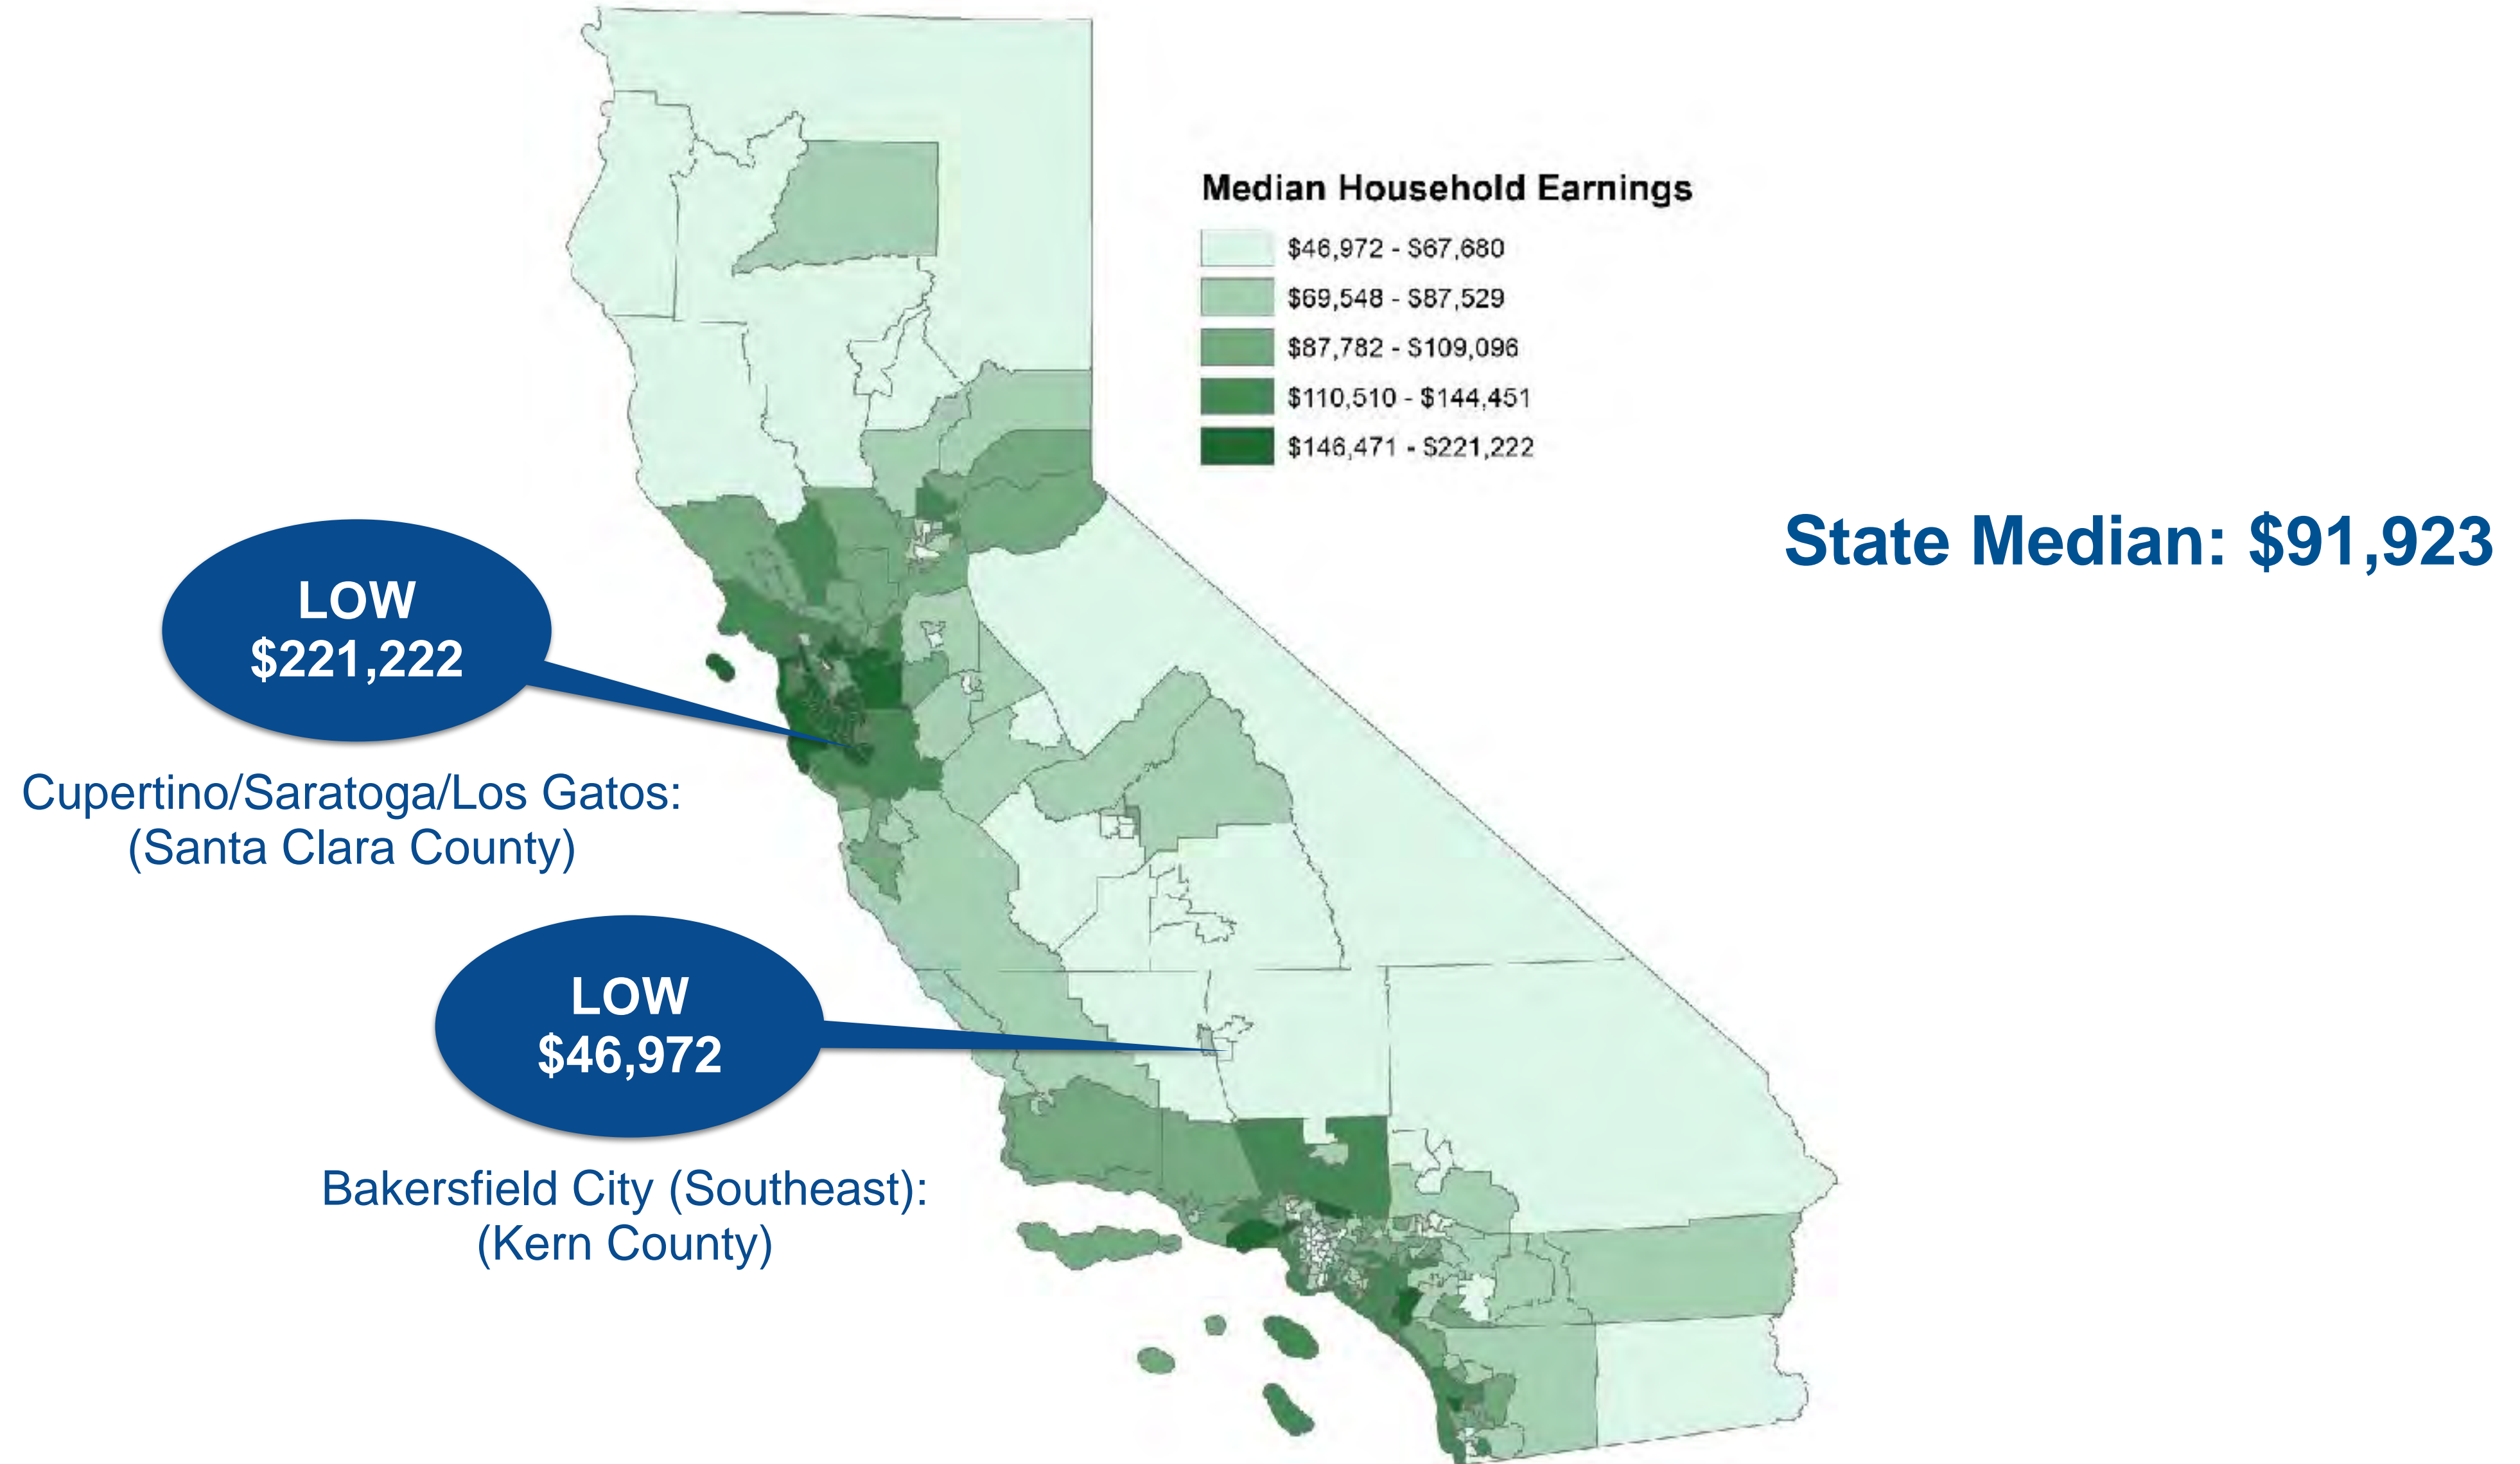 Median Household Earnings
$46,972 - $67,680
$69,548 - $87,529
$87,782 - $109,096
$110,510 - $144,451
$146,471 - $221,222
State Median: $91,923
LOW
$221,222
Cupertino/Saratoga/Los Gatos:
(Santa Clara County)
LOW
$46,972
Bakersfield City (Southeast):
(Kern County)